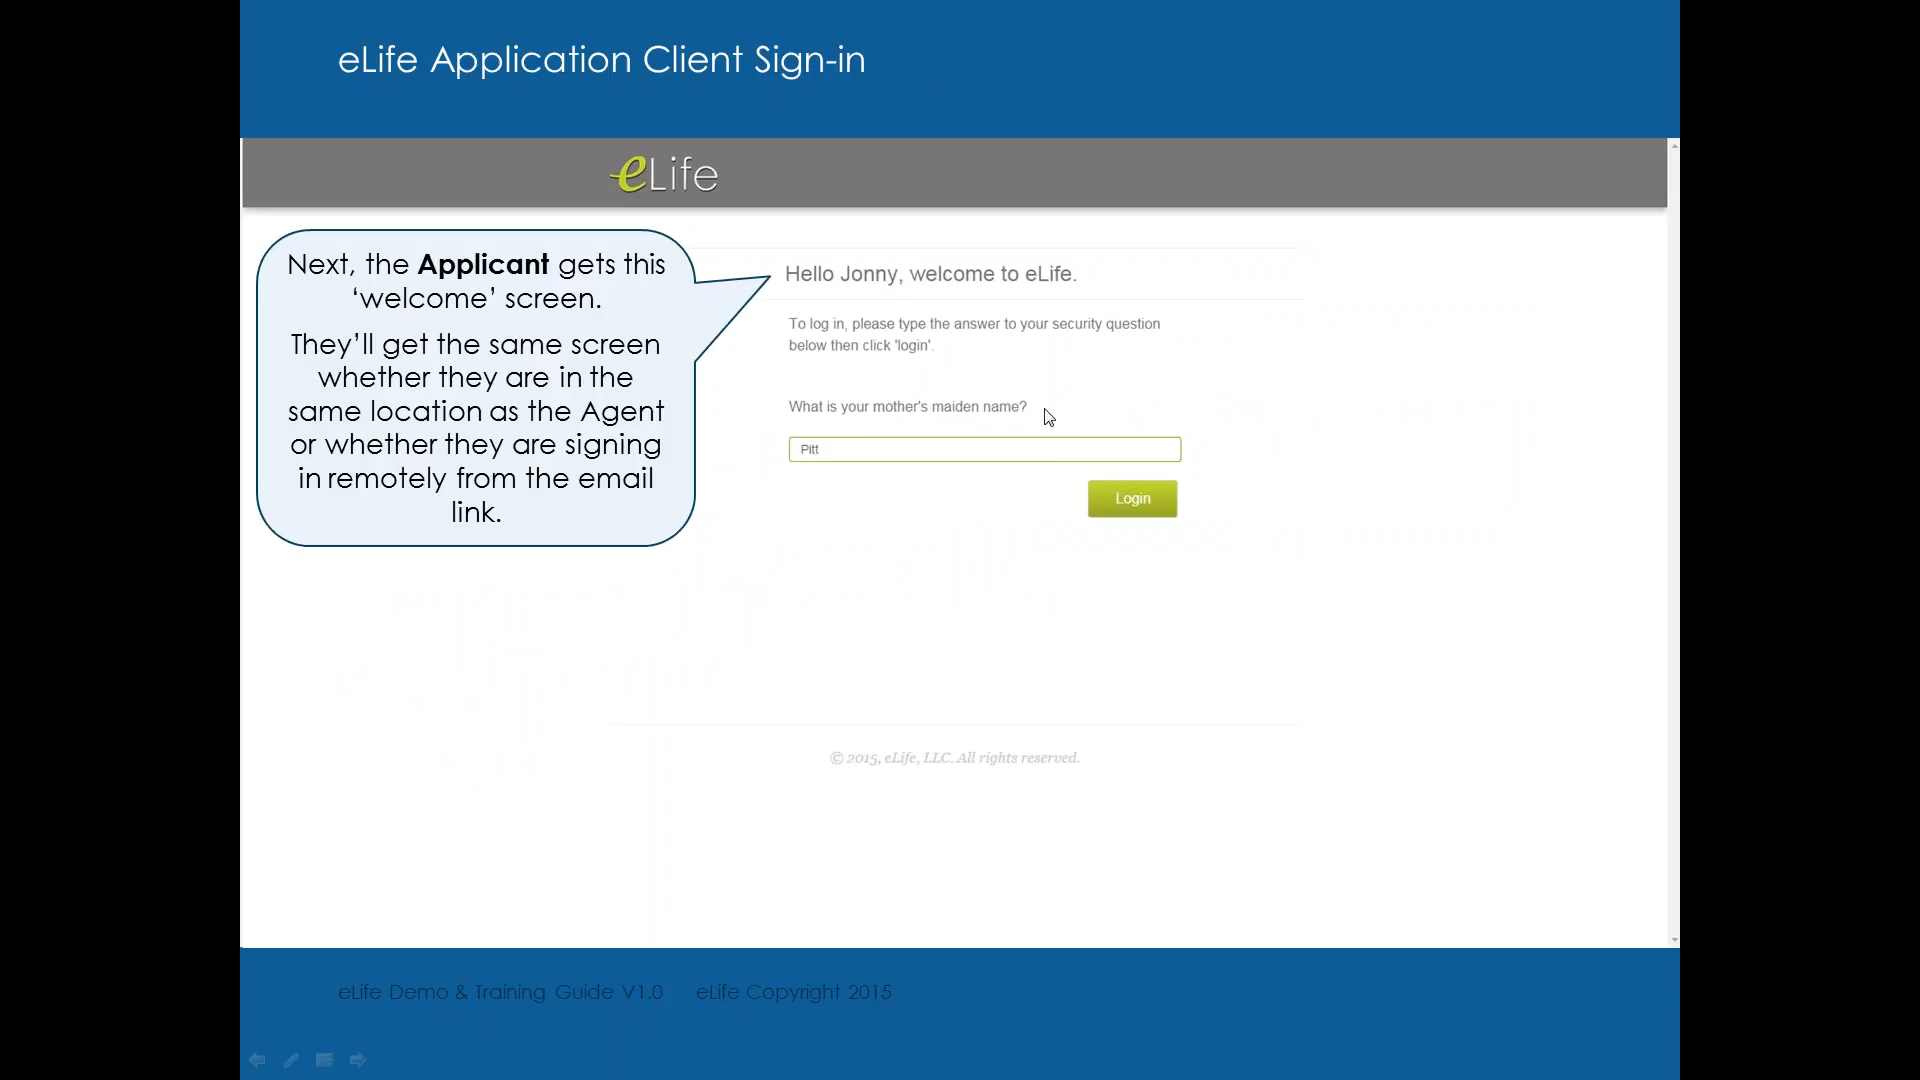 eLife Application Client Sign-in
eLife
Next, the Applicant gets this
‘welcome’ screen.
They’ll get the same screen
whether they are in the
same location as the Agent
or whether they are signing
in remotely from the email
link.
Hello Jonny, welcome to eLife.
To log in, please type the answer to your security question
below then click 'login'.
What is your mother's maiden name?
Pitt
Login
© 2015, eLife, LLC. All rights reserved.
eLife Demo & Training Guide V1.0 eLife Copyright 2015